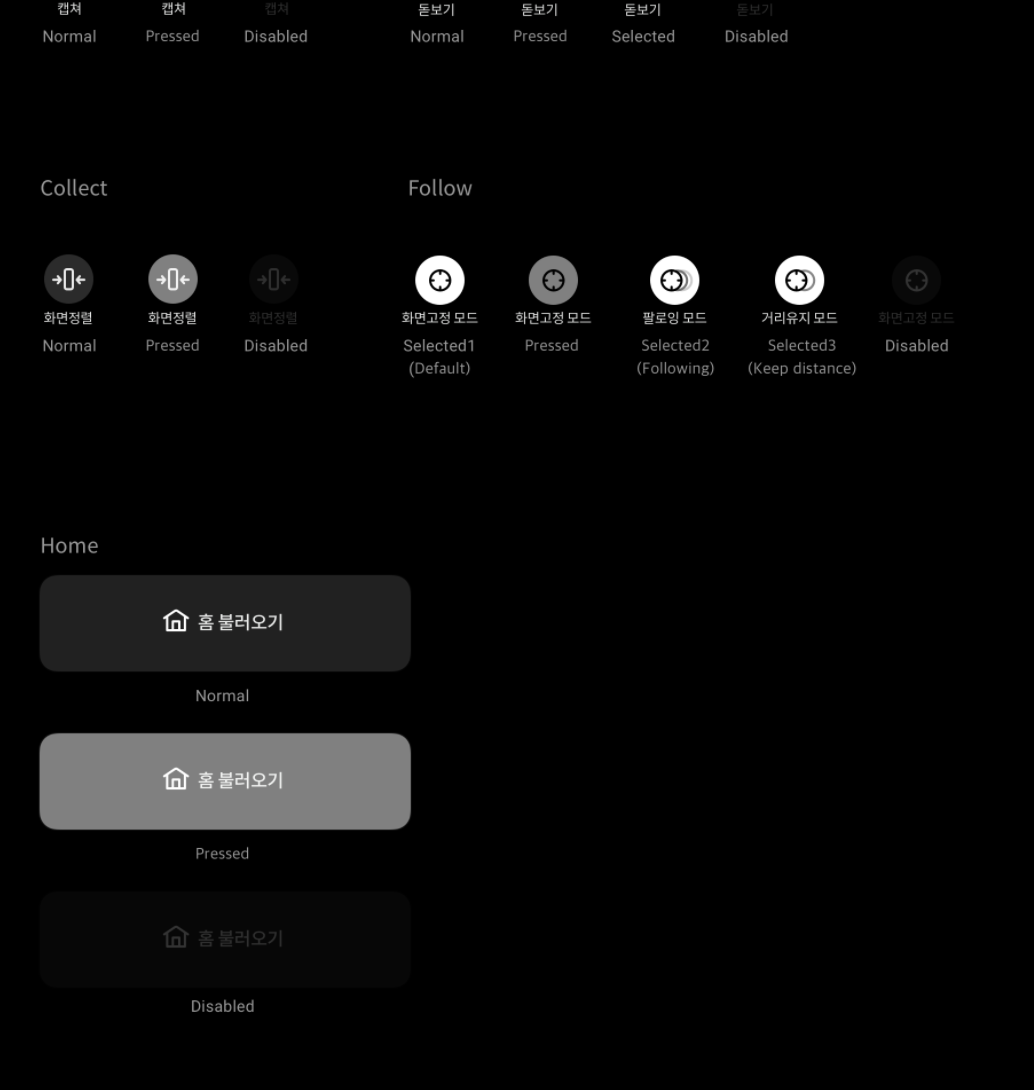 캡쳐 캡쳐 캡쳐 돋보기 돋보기 돋보기 돋보기
Normal Pressed Disabled Normal Pressed Selected Disabled
Collect Follow
화면정렬 화면정렬 화면정렬 화면고정 모드 화면고정 모드 팔로잉 모드 거리유지 모드 화면고정 모드
Normal Pressed Disabled Selected1 Pressed Selected2 Selected3 Disabled
(Default) (Following) (Keep distance)
Home
홈 불러오기
Normal
홈 불러오기
Pressed
홈 불러오기
Disabled